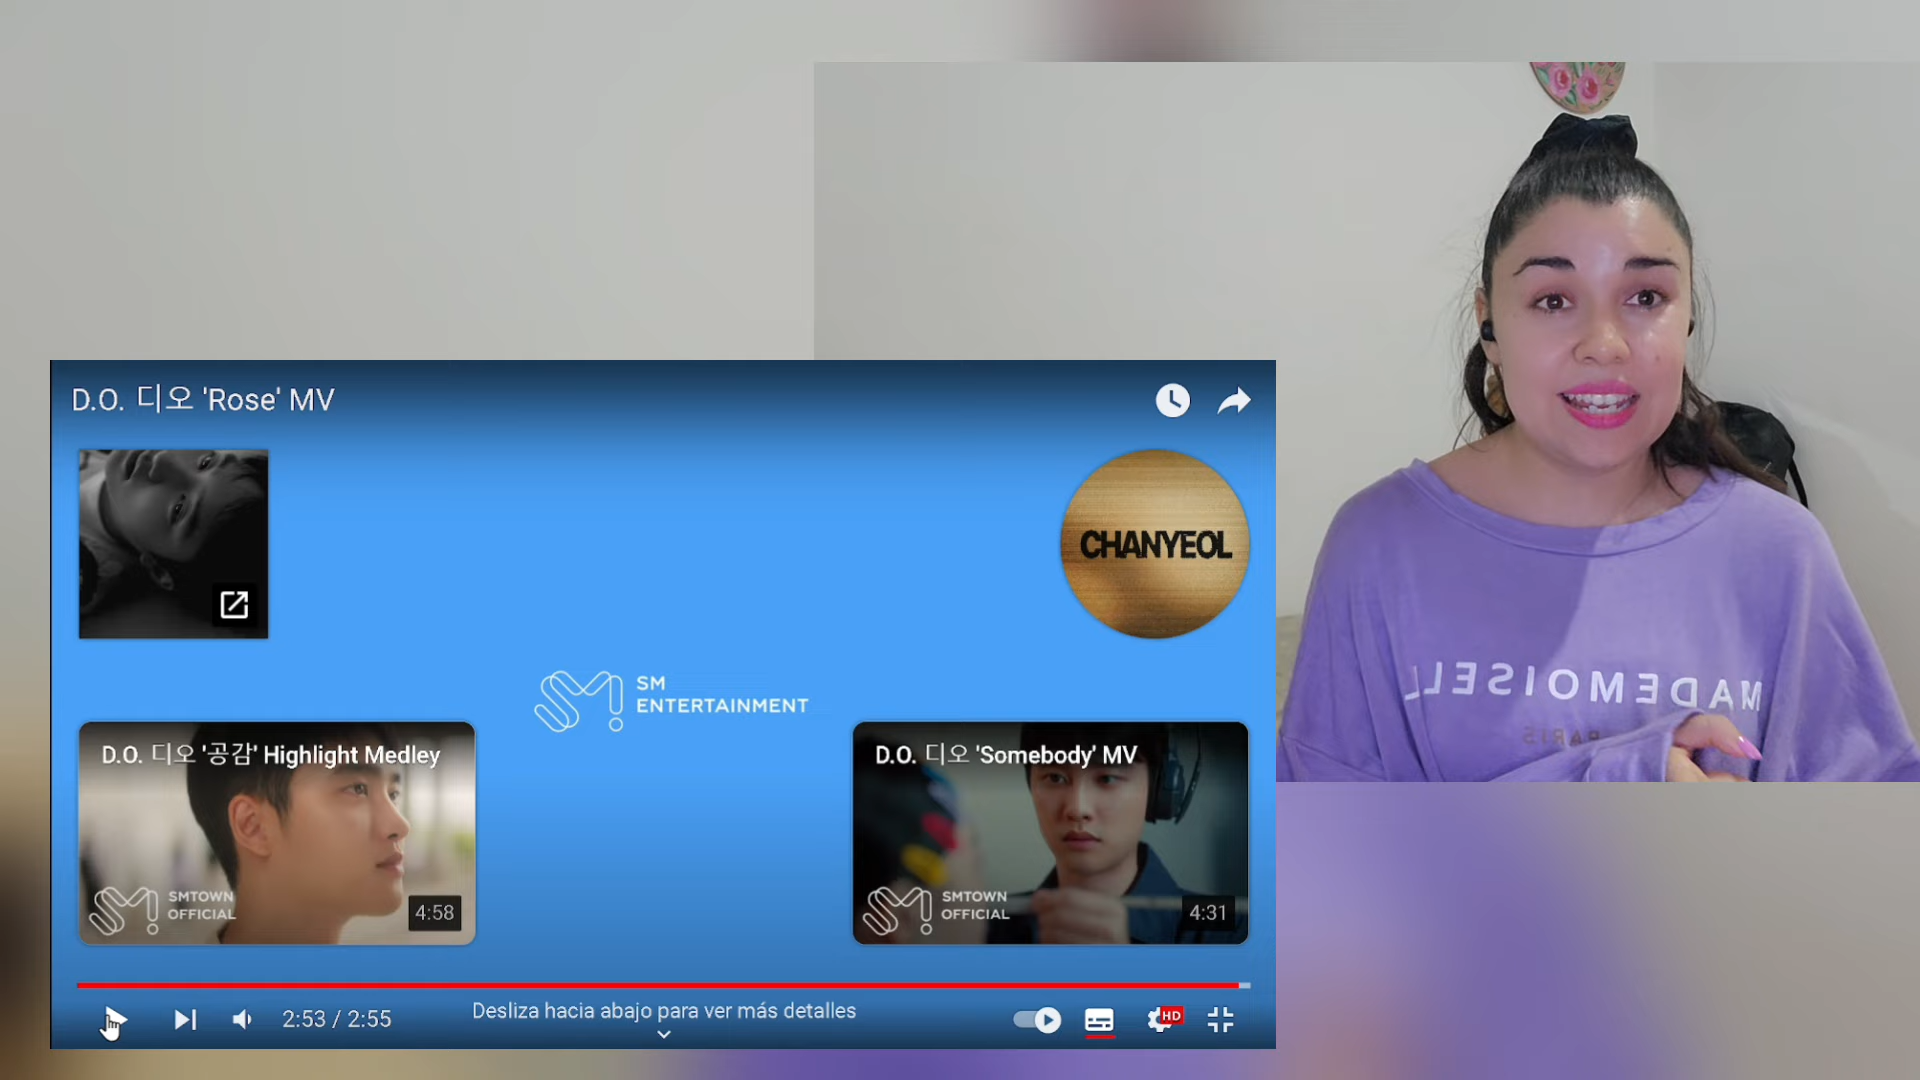 D.O. 디오 'Rose' MV
CHANYEOL
SM
ENTERTAINMENT
D.O. 디오 '공감' Highlight Medley
SMTOWN
OFFICIAL
4:58
D.O. 디오 'Somebody' MV
SMTOWN
OFFICIAL
4:31
2:53 / 2:55
Desliza hacia abajo para ver más detalles
HD
MADEMOISELL
PARIS